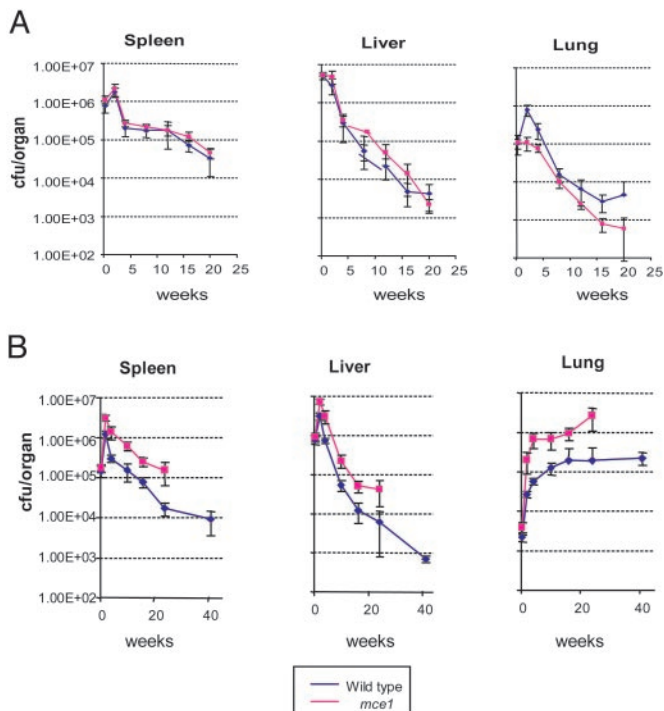 A
Spleen
Liver
Lung
cfu/organ
1.00E+07
1.00E+06
1.00E+05
1.00E+04
1.00E+03
1.00E+02
0 5 10 15 20 25
0 5 10 15 20 25
0 5 10 15 20 25
weeks
weeks
weeks
B
Spleen
Liver
Lung
cfu/organ
1.00E+07
1.00E+06
1.00E+05
1.00E+04
1.00E+03
1.00E+02
0 20 40
0 20 40
0 20 40
weeks
weeks
weeks
Wild type
mce1